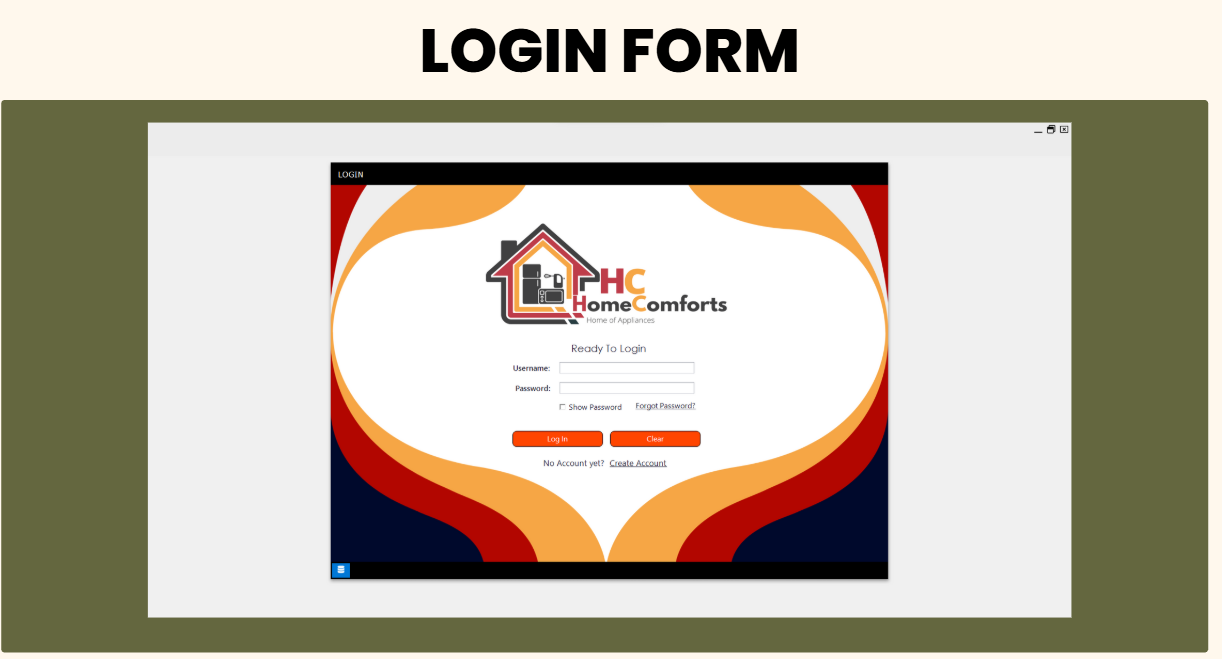 LOGIN FORM
LOGIN
HC
HomeComforts
Home of Appliances
Ready To Login
Username:
Password:
Show Password Forgot Password?
Log In Clear
No Account yet? Create Account